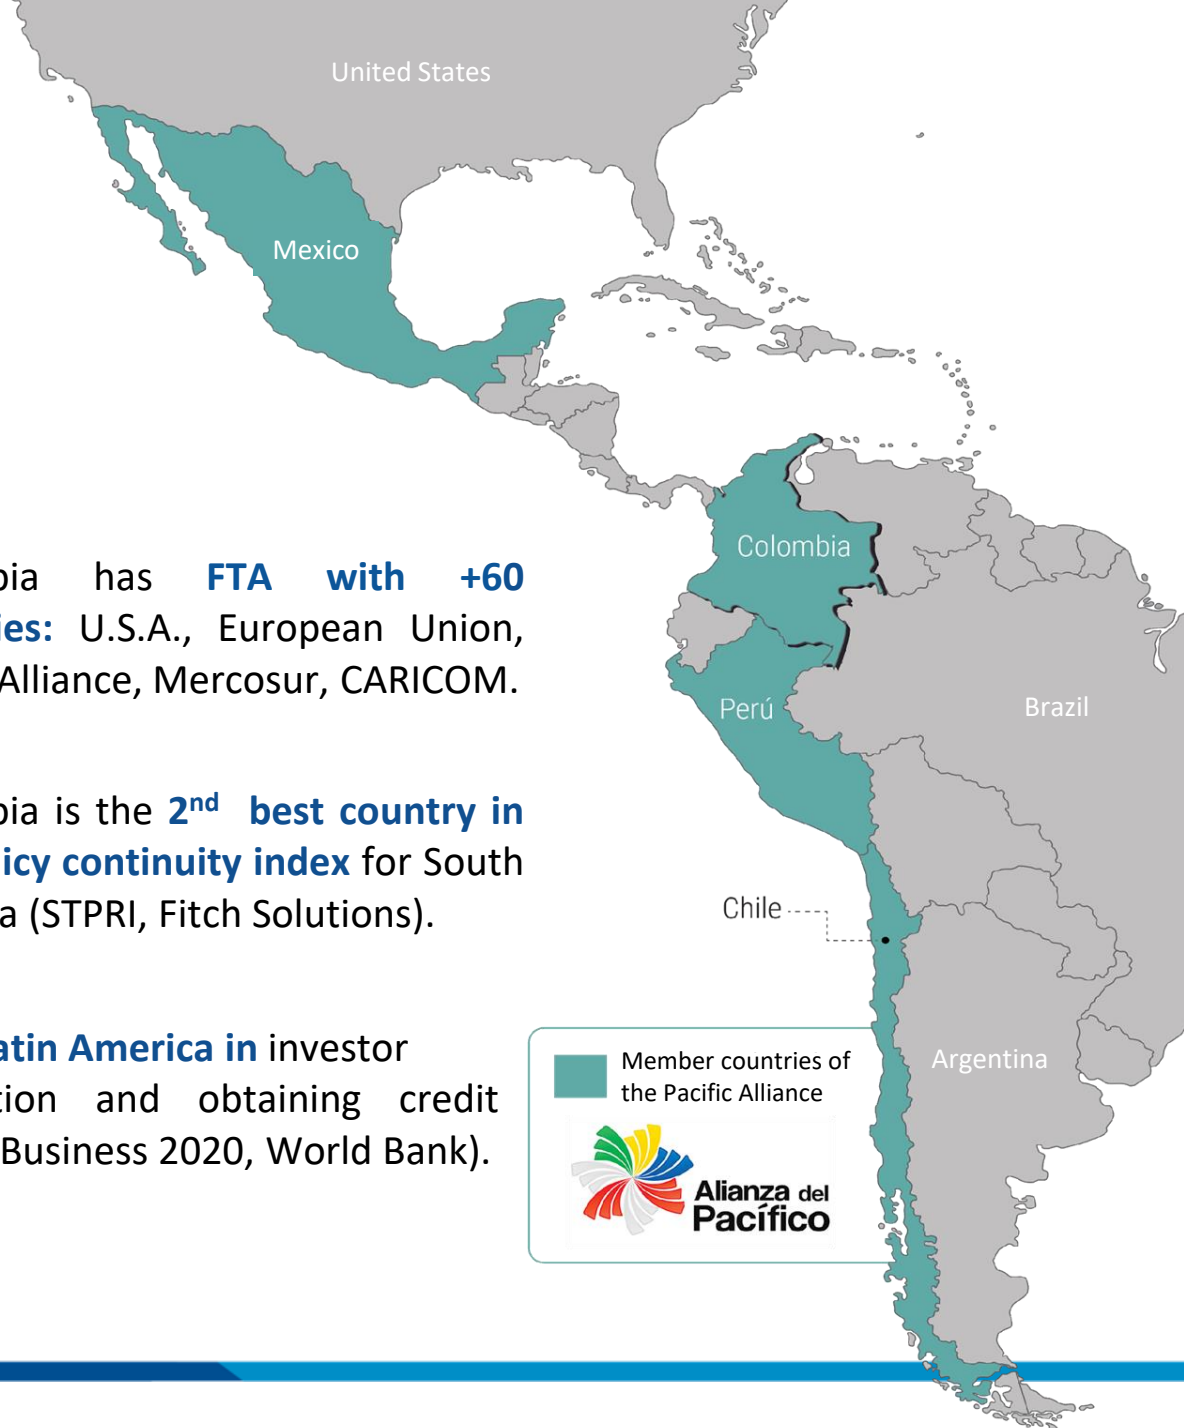 United States
Mexico
Colombia
Perú
Brazil
Chile
Argentina
bia has FTA with +60
ies: U.S.A., European Union,
Alliance, Mercosur, CARICOM.
bia is the 2nd best country in
icy continuity index for South
a (STPRI, Fitch Solutions).
atin America in investor
tion and obtaining credit
Business 2020, World Bank).
Member countries of
the Pacific Alliance
Alianza del
Pacífico